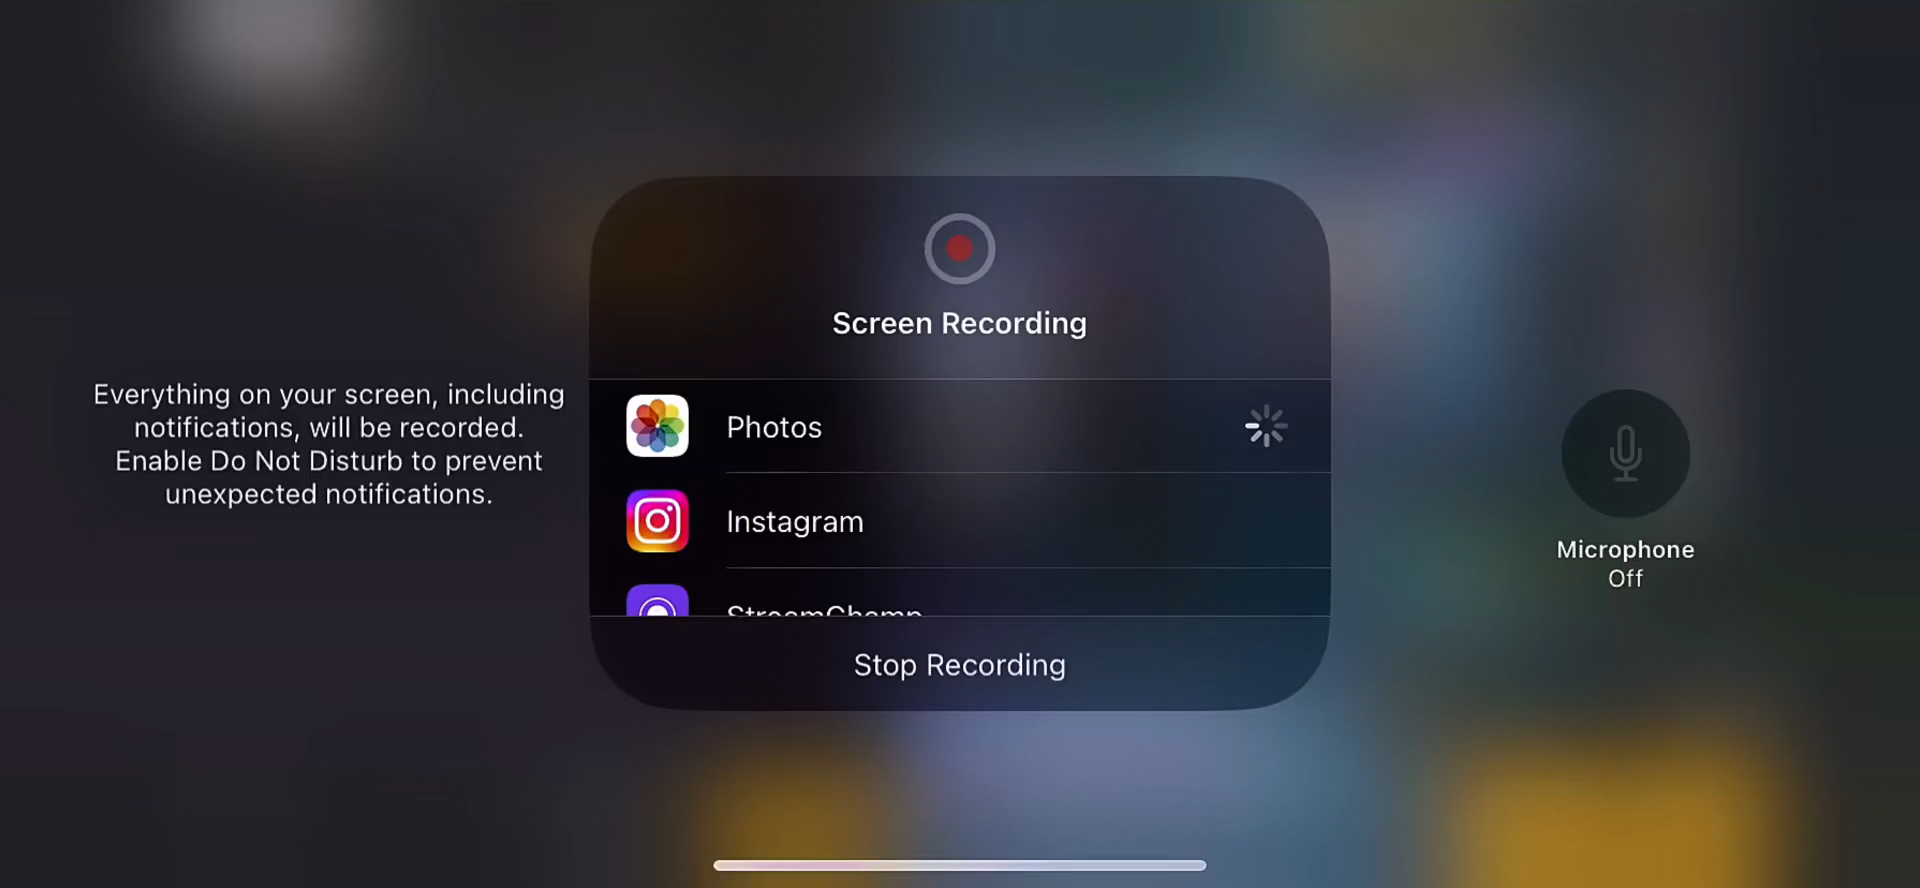 Everything on your screen, including
notifications, will be recorded.
Enable Do Not Disturb to prevent
unexpected notifications.
Screen Recording
Photos
Instagram
StreamChamp
Stop Recording
Microphone
Off